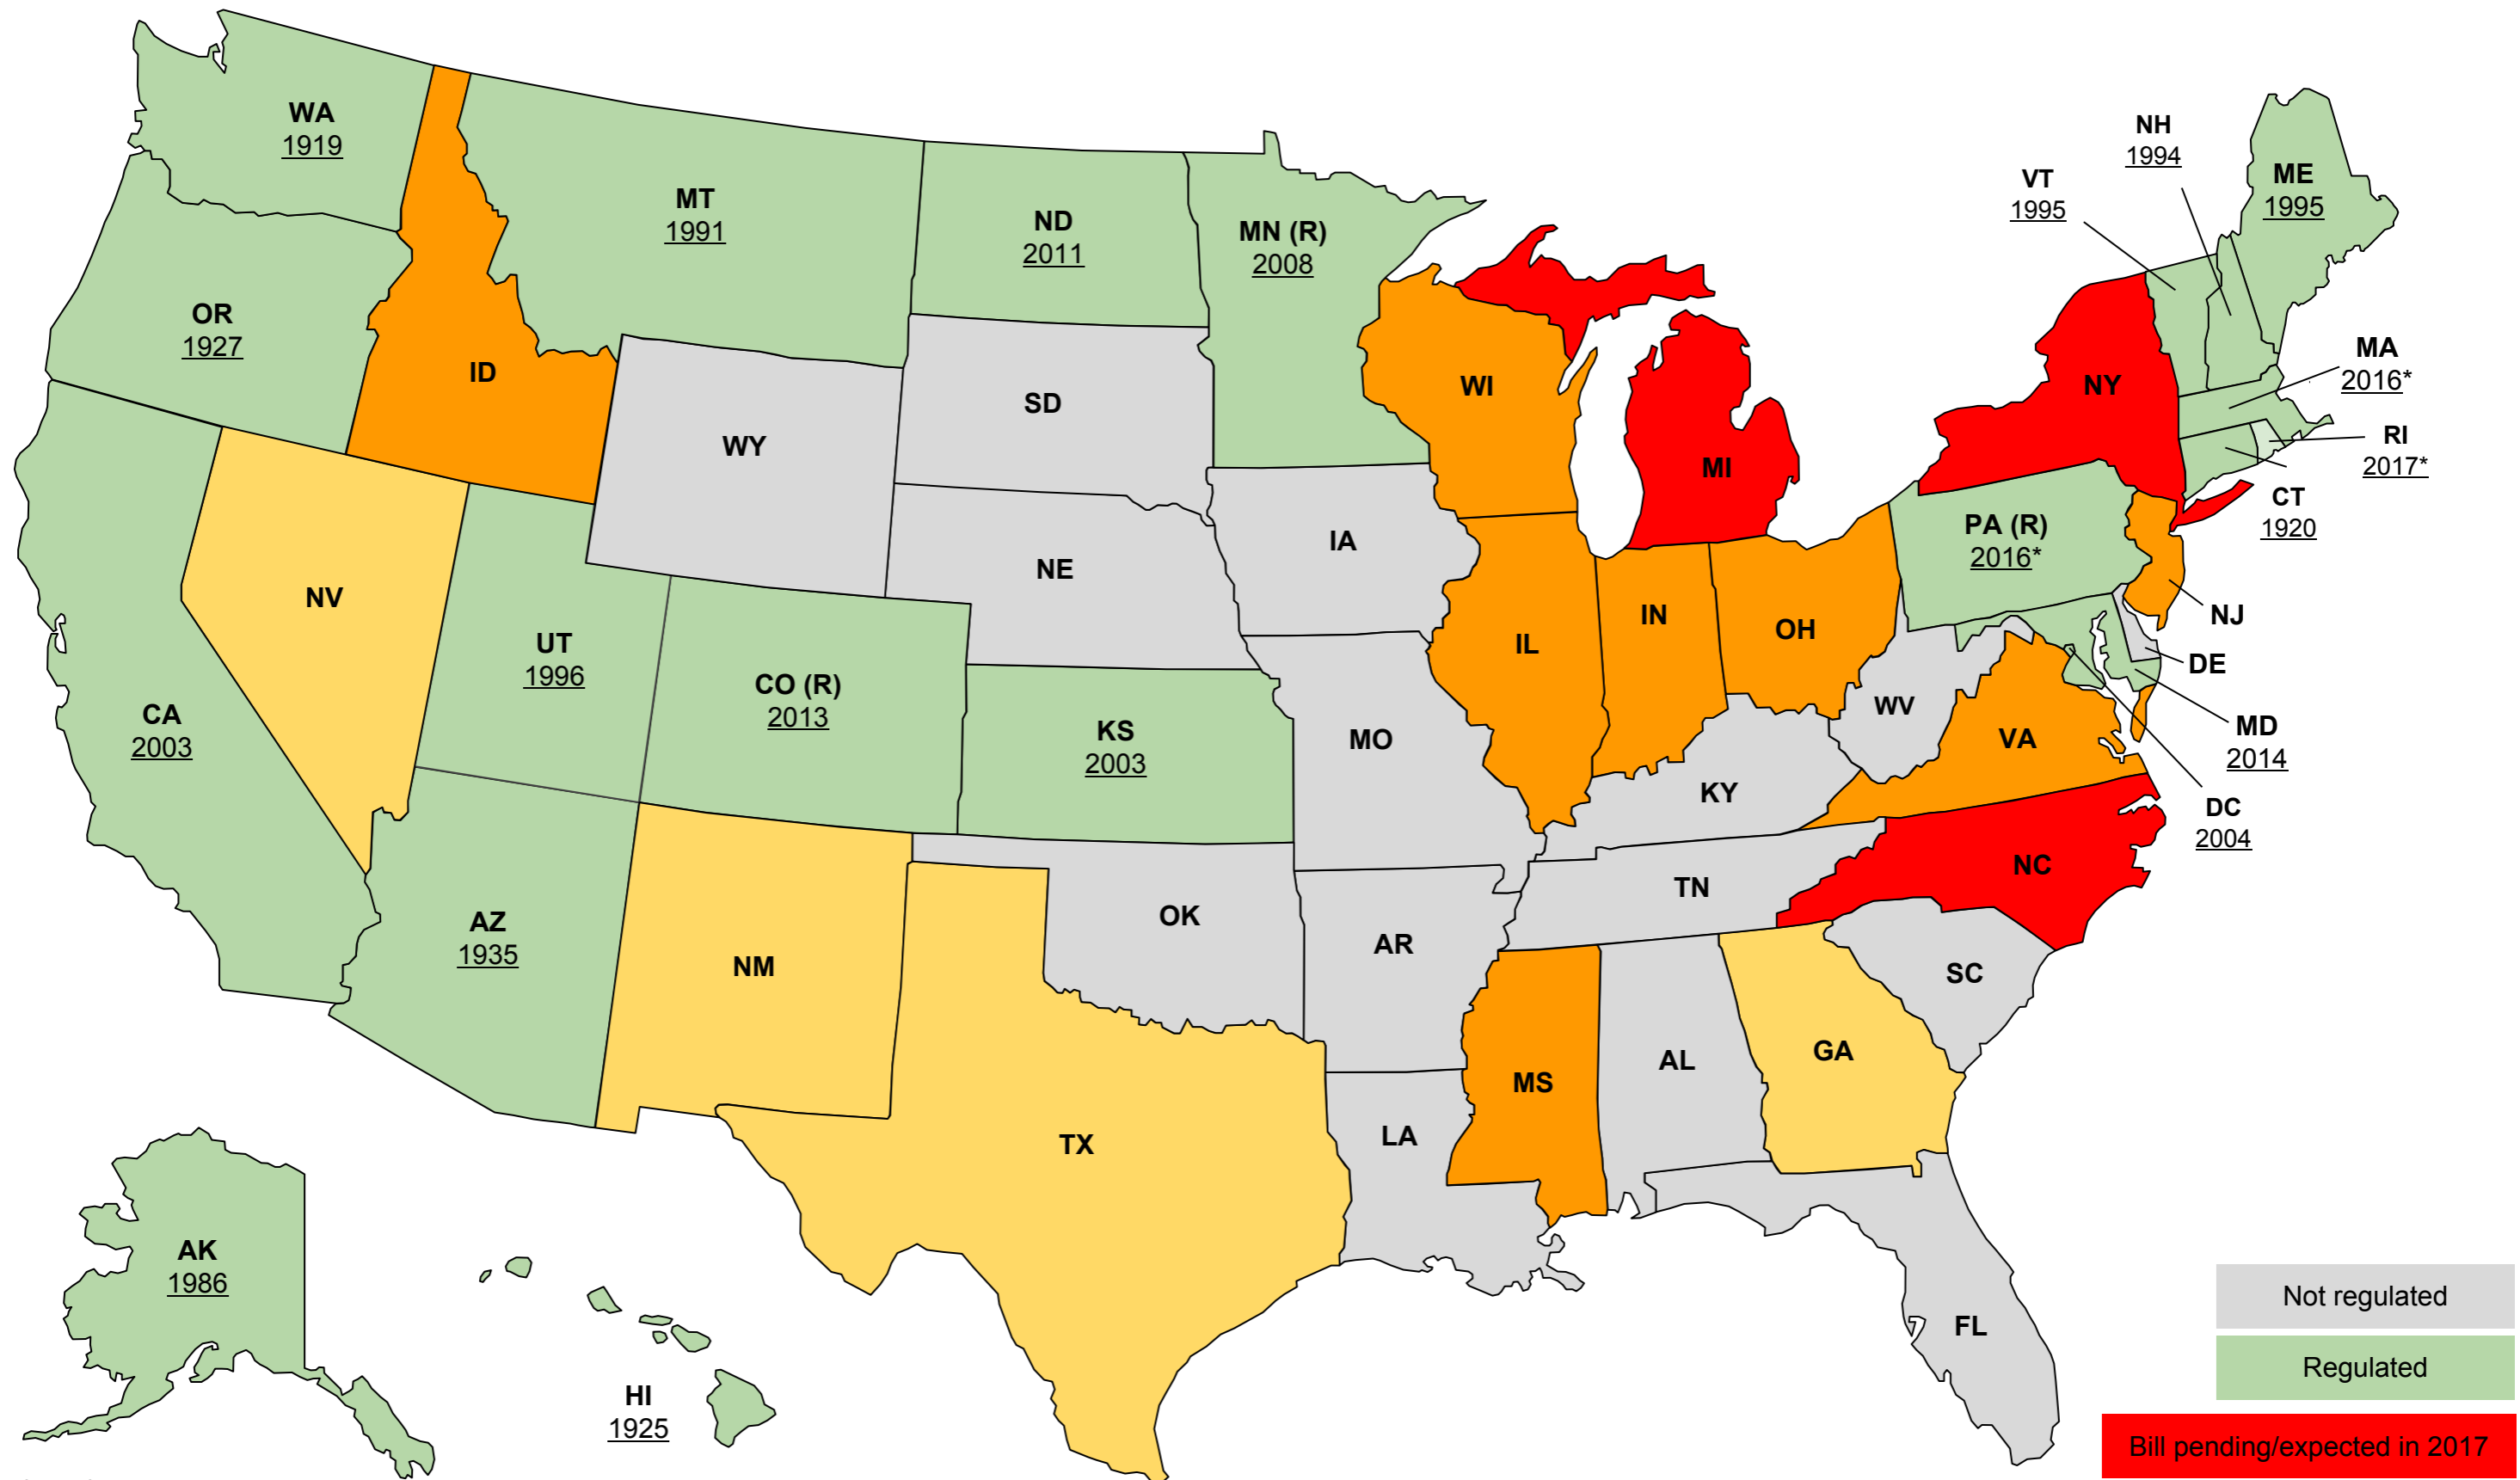 WA
1919
NH
1994
ME
1995
VT
1995
MT
1991
ND
2011
MN (R)
2008
OR
1927
ID
MA
2016*
WI
NY
SD
WY
RI
2017*
MI
CT
1920
PA (R)
2016*
IA
NE
NV
IN
NJ
OH
UT
1996
IL
DE
CO (R)
2013
WV
CA
2003
KS
2003
MO
VA
MD
2014
KY
DC
2004
NC
TN
OK
AZ
1935
AR
NM
SC
GA
AL
MS
LA
TX
AK
1986
Not regulated
FL
Regulated
HI
1925
Bill pending/expected in 2017